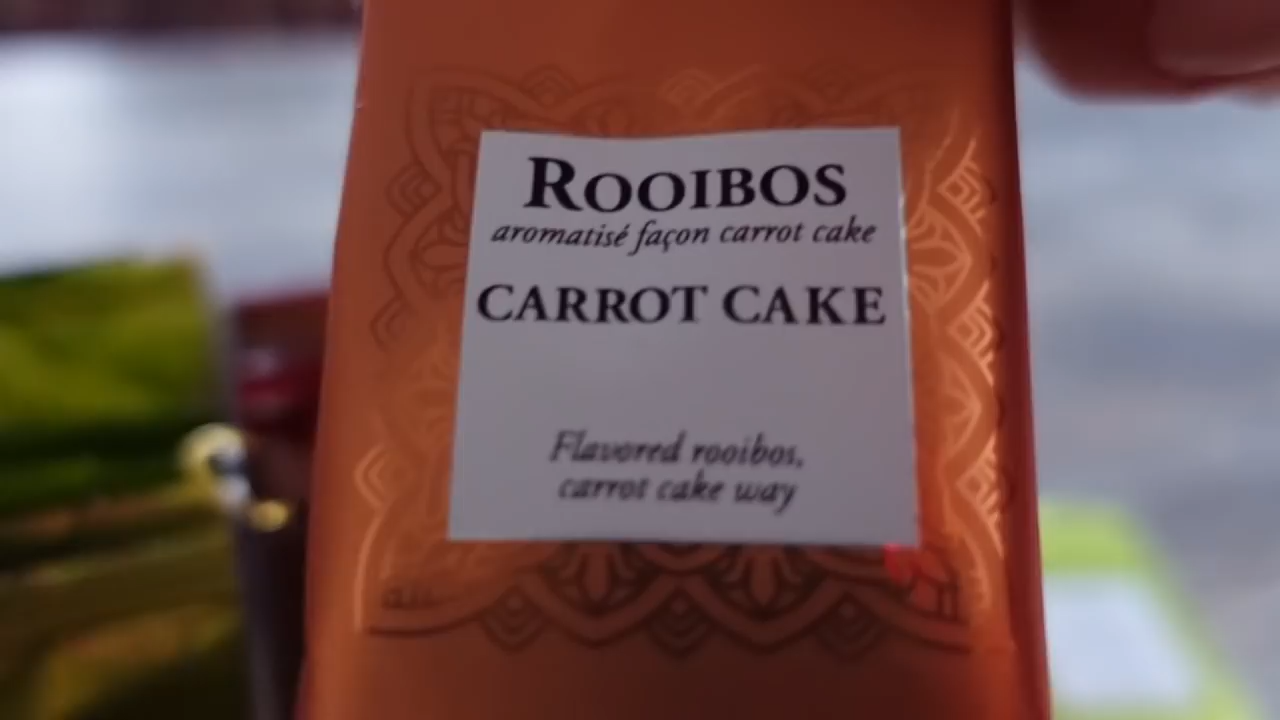 ROOIBOS
aromatisé façon carrot cake
CARROT CAKE
Flavored rooibos,
carrot cake way